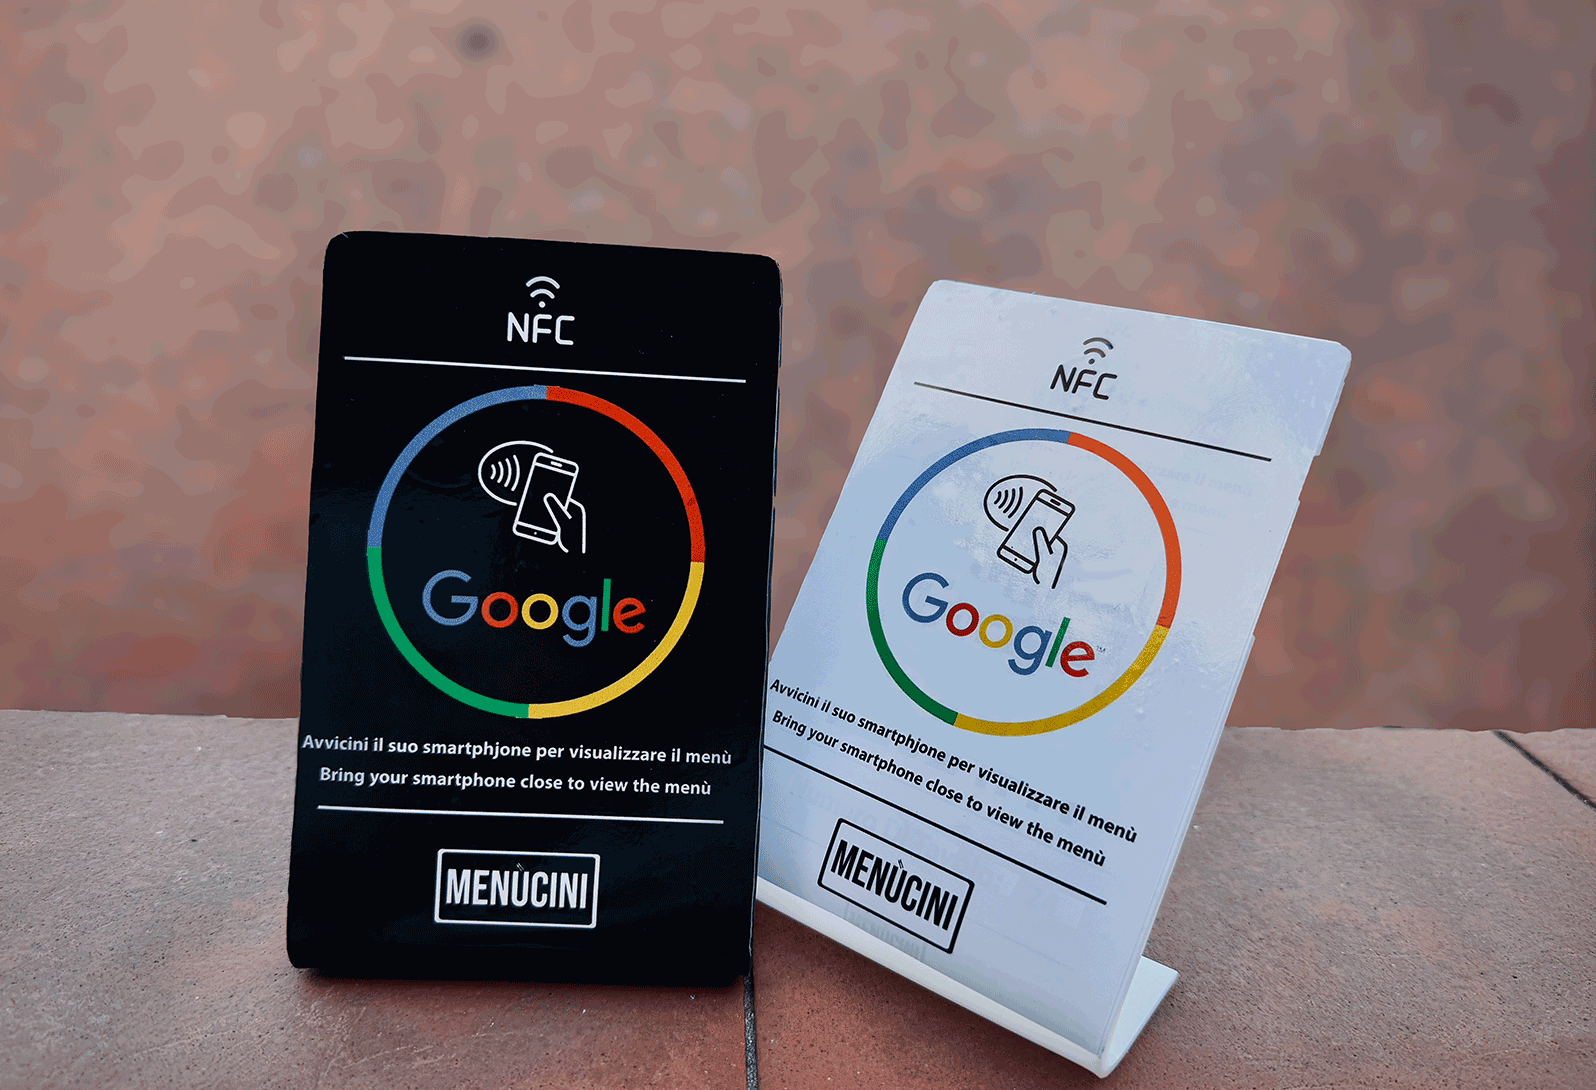 NFC
Google
Avvicini il suo smartphjone per visualizzare il menù
Bring your smartphone close to view the menù
MENÙCINI
NFC
Google™
Avvicini il suo smartphjone per visualizzare il menù
Bring your smartphone close to view the menù
MENÙCINI